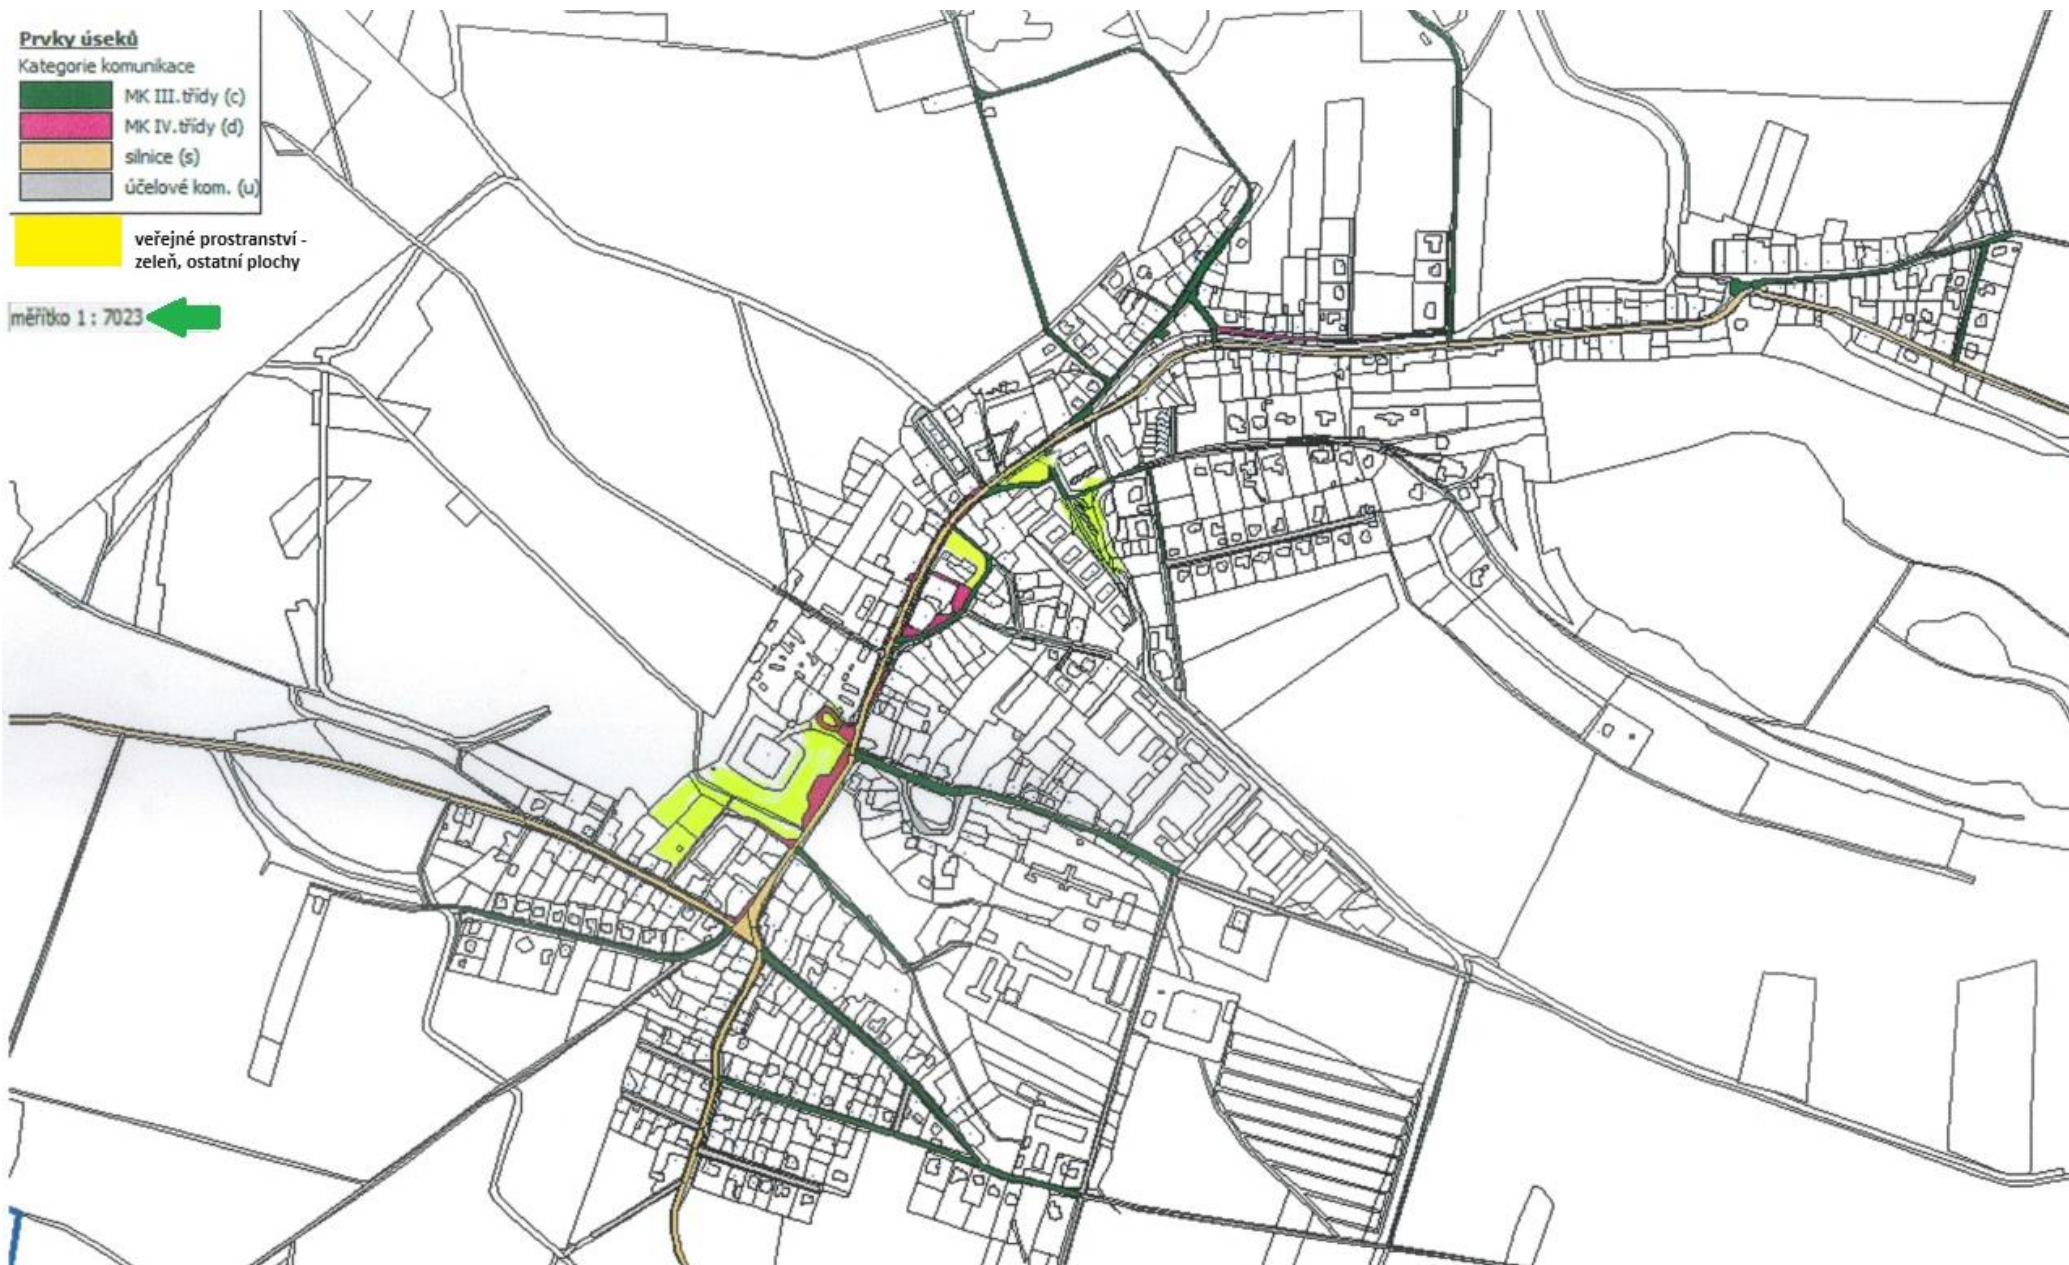 Prvky úseků
Kategorie komunikace
MK III.třídy (c)
MK IV.třídy (d)
silnice (s)
účelové kom. (u)
veřejné prostranství -
zeleň, ostatní plochy
měřítko 1 : 7023